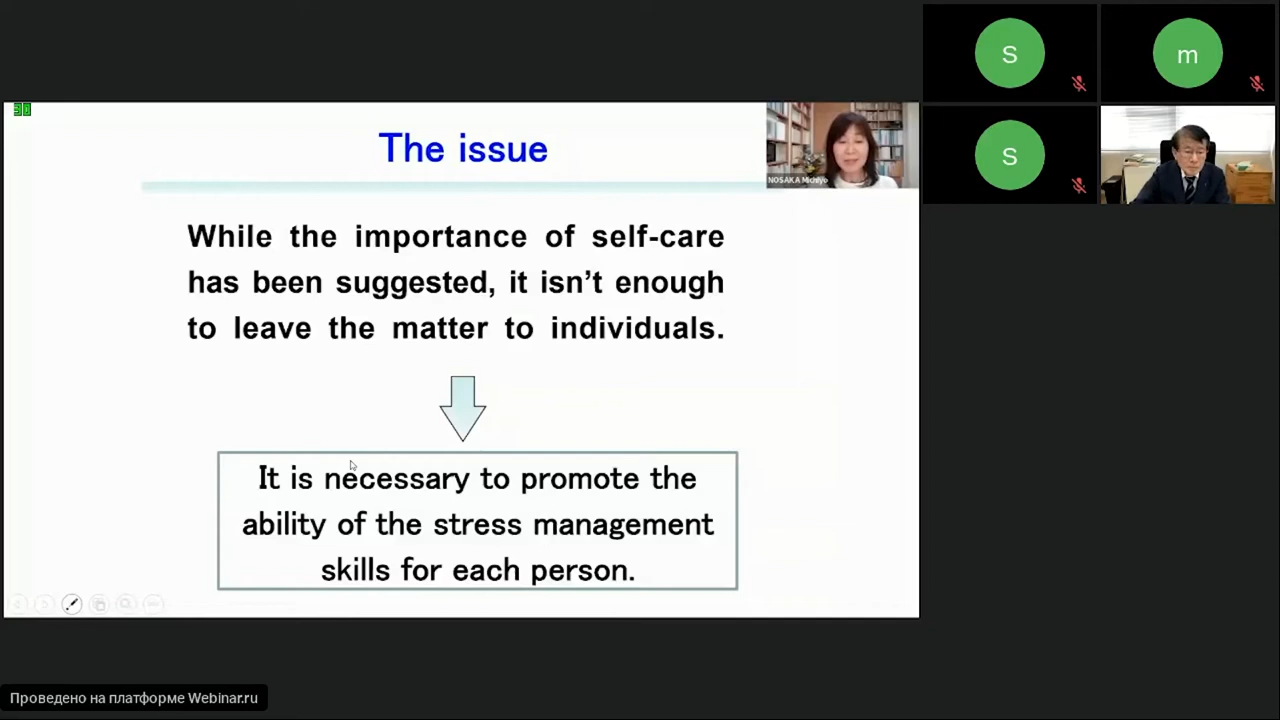 30
The issue
NOSAKA Michiyo
While the importance of self-care
has been suggested, it isn’t enough
to leave the matter to individuals.
It is necessary to promote the
ability of the stress management
skills for each person.
S
m
S
Проведено на платформе Webinar.ru